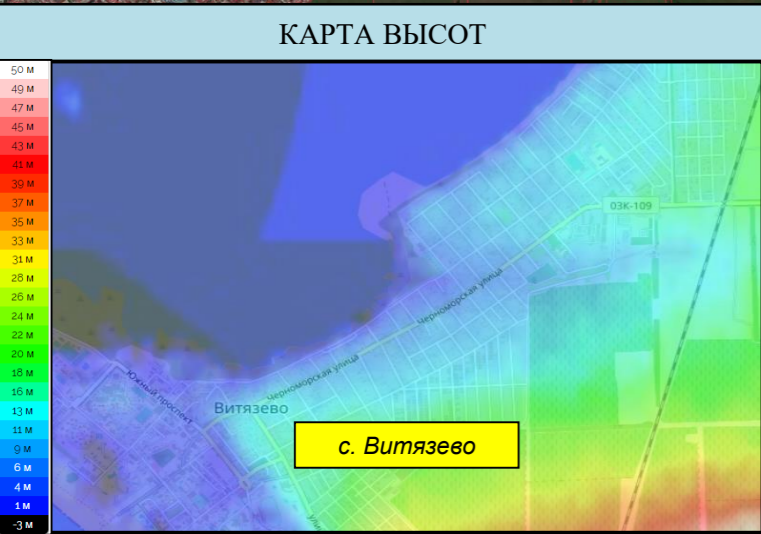 КАРТА ВЫСОТ
50 м
49 м
47 м
45 м
43 м
41 м
39 м
37 м
35 м
33 м
31 м
28 м
26 м
24 м
22 м
20 м
18 м
16 м
13 м
11 м
9 м
6 м
4 м
1 м
-3 м
03К-109
Черноморская улица
Черноморская улица
Южный проспект
Витязево
с. Витязево